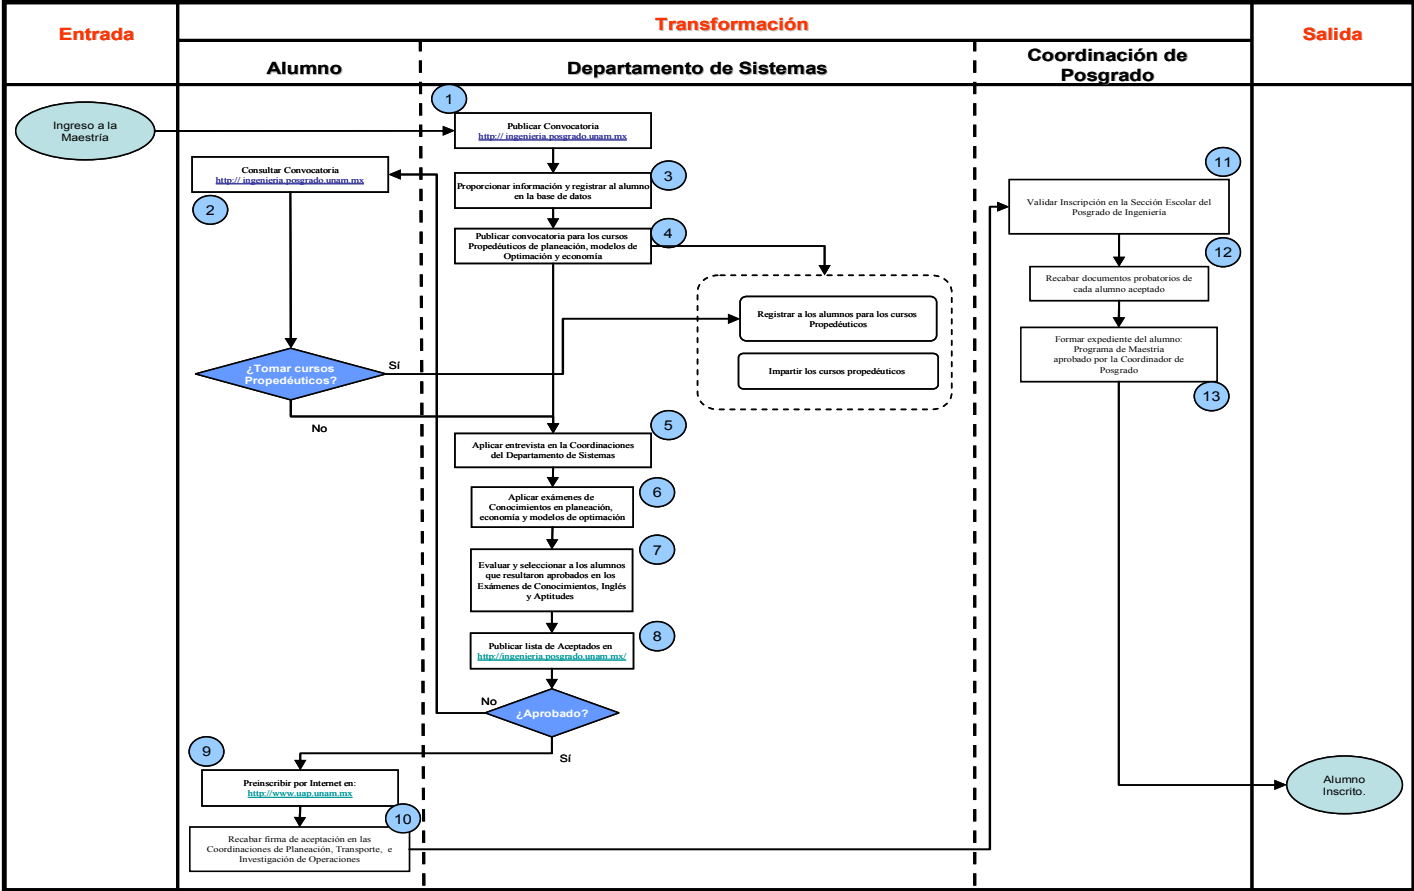 Entrada
Transformación
Salida
Alumno
Departamento de Sistemas
Coordinación de
Posgrado
Ingreso a la
Maestría
1
Publicar Convocatoria
http:// ingenieria.posgrado.unam.mx
Consultar Convocatoria
http:// ingenieria.posgrado.unam.mx
2
3
Proporcionar información y registrar al alumno
en la base de datos
4
Publicar convocatoria para los cursos
Propedéuticos de planeación, modelos de
Optimación y economía
Registrar a los alumnos para los cursos
Propedéuticos
Impartir los cursos propedéuticos
¿Tomar cursos
Propedéuticos?
Sí
No
5
Aplicar entrevista en la Coordinaciones
del Departamento de Sistemas
6
Aplicar exámenes de
Conocimientos en planeación,
economía y modelos de optimación
7
Evaluar y seleccionar a los alumnos
que resultaron aprobados en los
Exámenes de Conocimientos, Inglés
y Aptitudes
8
Publicar lista de Aceptados en
http://ingenieria.posgrado.unam.mx/
¿Aprobado?
No
Sí
9
Preinscribir por Internet en:
http://www.uap.unam.mx
10
Recabar firma de aceptación en las
Coordinaciones de Planeación, Transporte, e
Investigación de Operaciones
11
Validar Inscripción en la Sección Escolar del
Posgrado de Ingeniería
12
Recabar documentos probatorios de
cada alumno aceptado
Formar expediente del alumno:
Programa de Maestría
aprobado por la Coordinador de
Posgrado
13
Alumno
Inscrito.